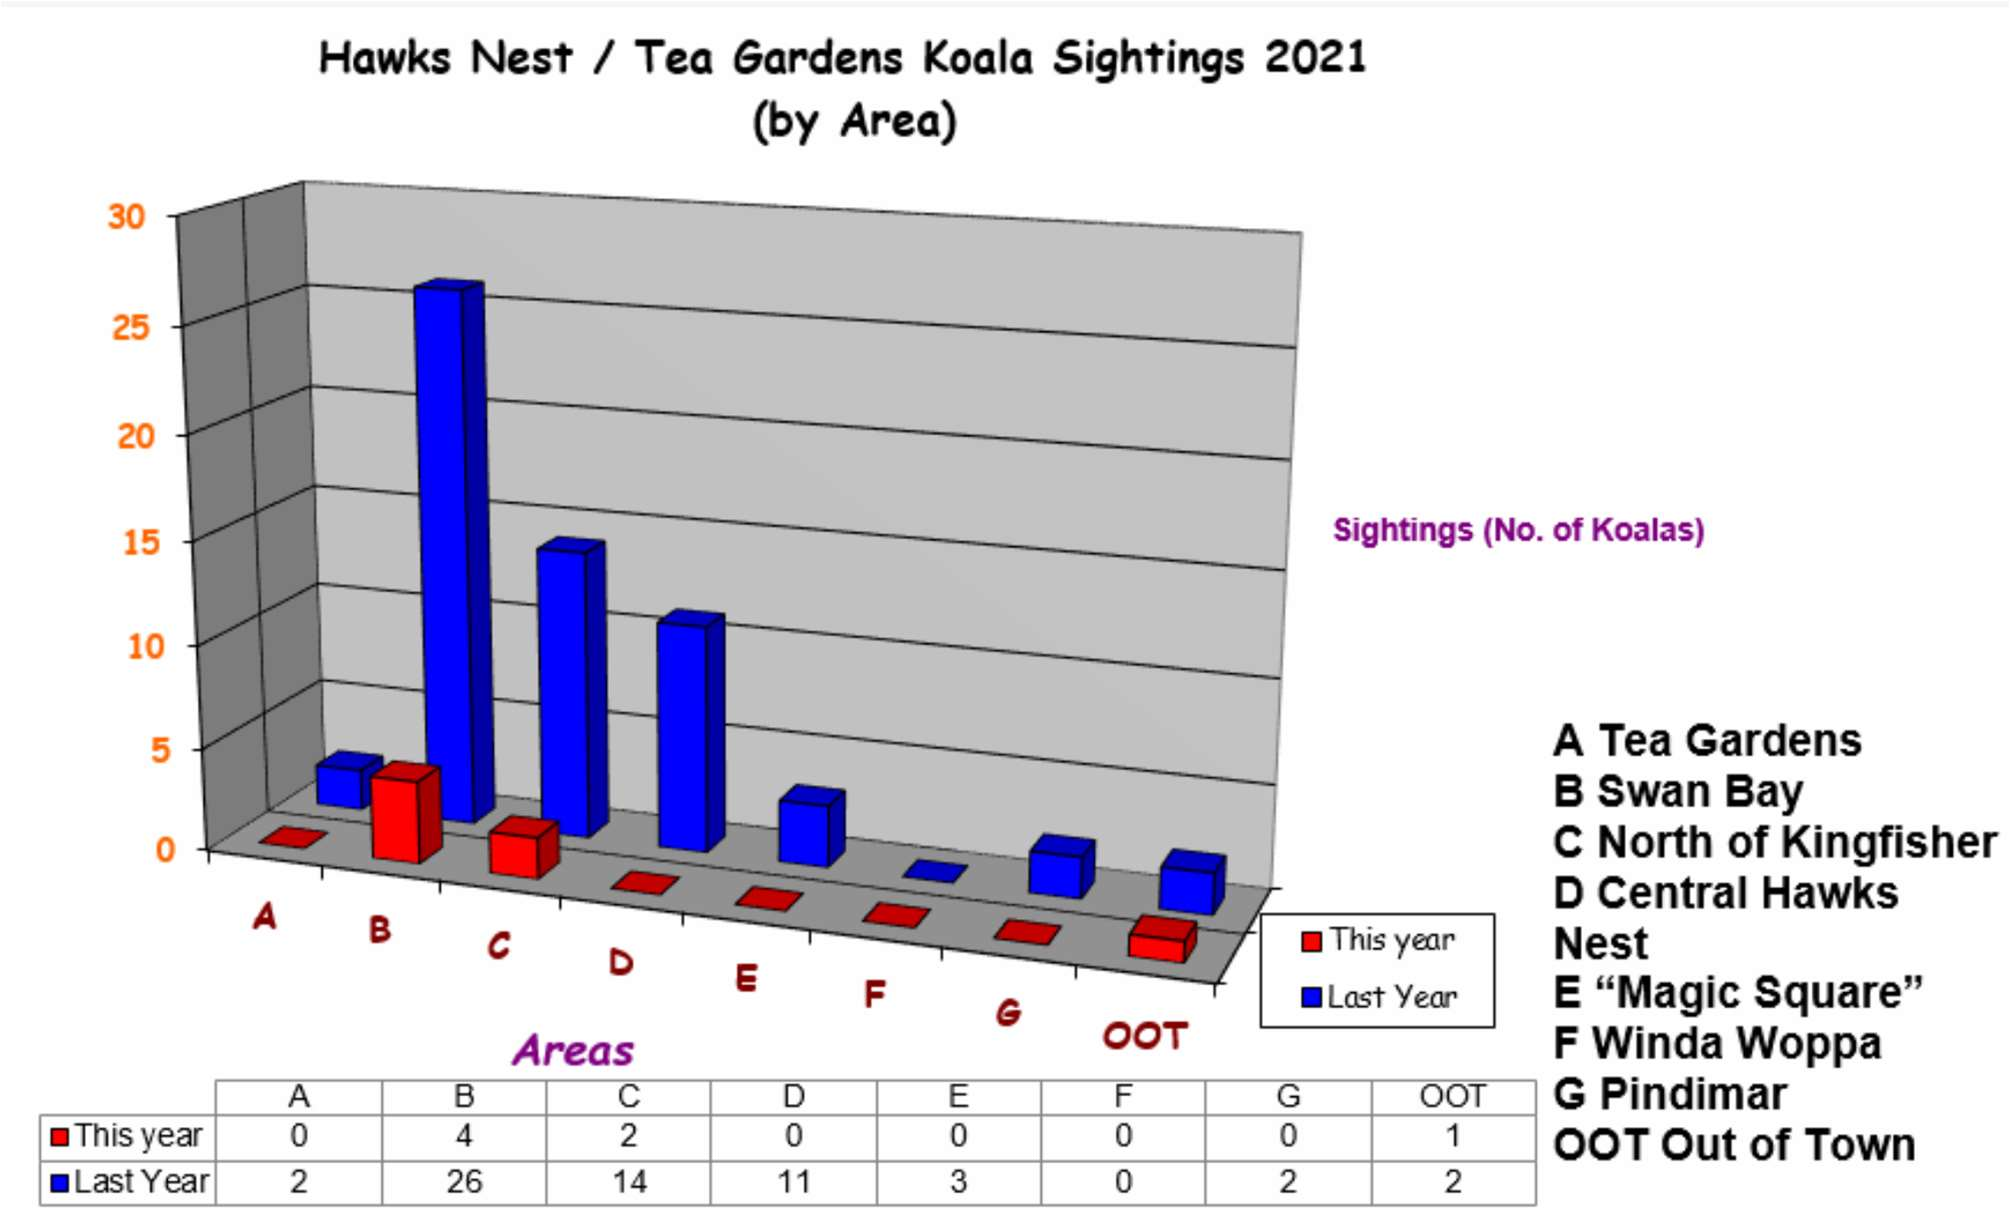 Hawks Nest / Tea Gardens Koala Sightings 2021
(by Area)
30
25
20
15
10
5
0
Sightings (No. of Koalas)
A
B
C
D
E
F
G
OOT
Areas
This year
Last Year
A Tea Gardens
B Swan Bay
C North of Kingfisher
D Central Hawks
Nest
E “Magic Square”
F Winda Woppa
G Pindimar
OOT Out of Town
A B C D E F G OOT
This year 0 4 2 0 0 0 0 1
Last Year 2 26 14 11 3 0 2 2